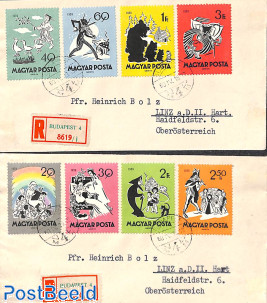 40
60
1 Ft
3 Ft
MAGYAR POSTA
MAGYAR POSTA
MAGYAR POSTA
MAGYAR POSTA
R
BUDAPEST 4
8619/1
Pfr. Heinrich B o l z
LINZ a.D.II. Hart.
Haidfeldstr. 6.
Oberösterreich
20
30
2 Ft
2.50
MAGYAR POSTA
MAGYAR POSTA
MAGYAR POSTA
MAGYAR POSTA
Pfr. Heinrich B o l z
LINZ a.D.II. Hart.
Haidfeldstr. 6.
Oberösterreich
BUDAPEST 4
PostBeeld